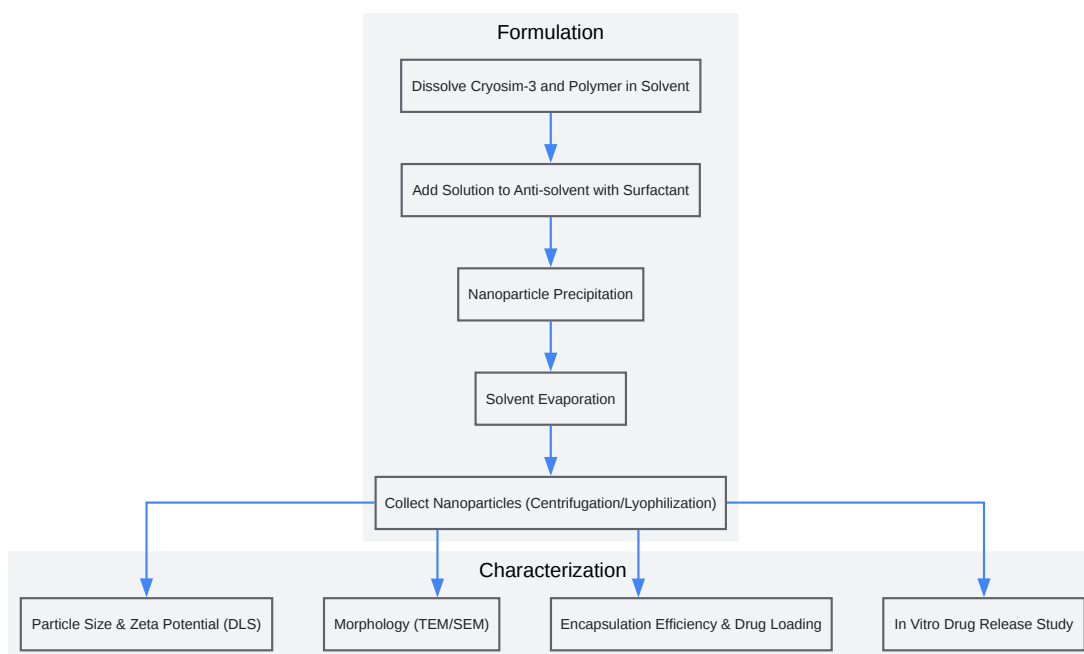 Formulation
Dissolve Cryosim-3 and Polymer in Solvent
Add Solution to Anti-solvent with Surfactant
Nanoparticle Precipitation
Solvent Evaporation
Collect Nanoparticles (Centrifugation/Lyophilization)
Characterization
Particle Size & Zeta Potential (DLS)
Morphology (TEM/SEM)
Encapsulation Efficiency & Drug Loading
In Vitro Drug Release Study